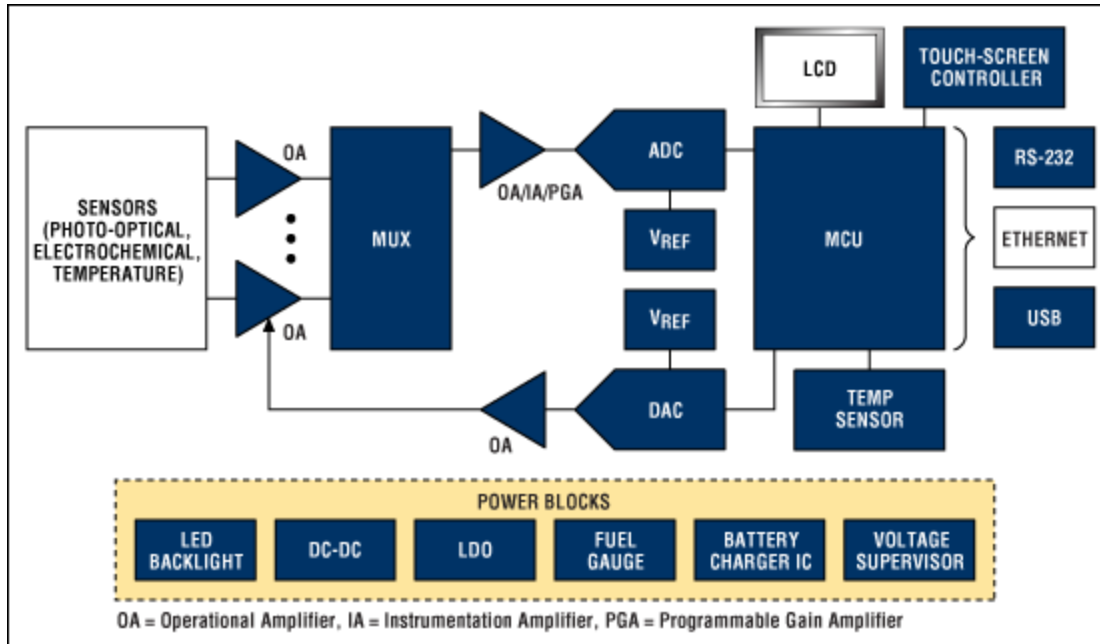 LCD
TOUCH-SCREEN
CONTROLLER
OA
ADC
RS-232
OA/IA/PGA
SENSORS
(PHOTO-OPTICAL,
ELECTROCHEMICAL,
TEMPERATURE)
MUX
VREF
MCU
ETHERNET
OA
VREF
USB
OA
DAC
TEMP
SENSOR
POWER BLOCKS
LED
BACKLIGHT
DC-DC
LDO
FUEL
GAUGE
BATTERY
CHARGER IC
VOLTAGE
SUPERVISOR
OA = Operational Amplifier, IA = Instrumentation Amplifier, PGA = Programmable Gain Amplifier